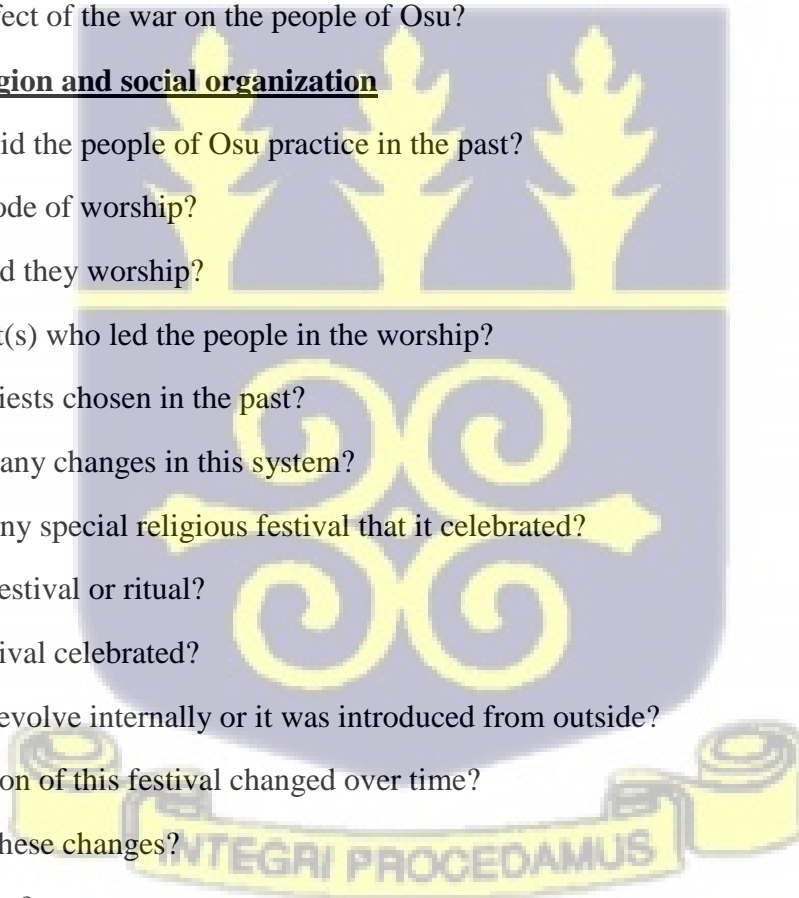 fect of the war on the people of Osu?
gion and social organization
id the people of Osu practice in the past?
ode of worship?
d they worship?
t(s) who led the people in the worship?
iests chosen in the past?
any changes in this system?
ny special religious festival that it celebrated?
estival or ritual?
ival celebrated?
evolve internally or it was introduced from outside?
on of this festival changed over time?
hese changes?
INTEGRI PROCEDAMUS